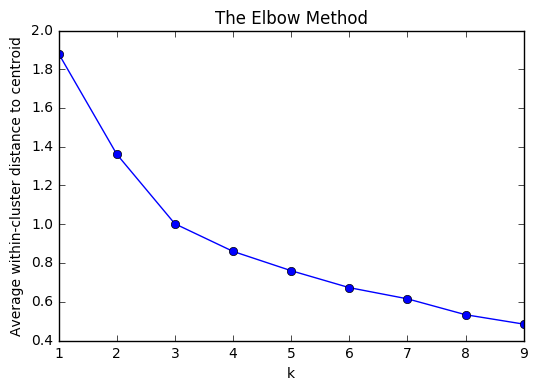 The Elbow Method
Average within-cluster distance to centroid
2.0
1.8
1.6
1.4
1.2
1.0
0.8
0.6
0.4
1 2 3 4 5 6 7 8 9
k